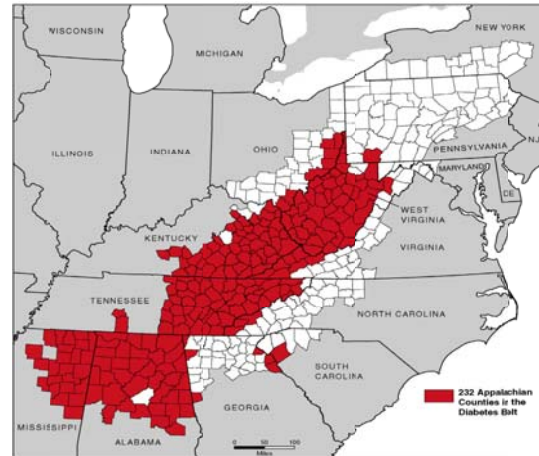 WISCONSIN
NEW YORK
MICHIGAN
PENNSYLVANIA
NJ
OHIO
ILLINOIS
INDIANA
MARYLAND
DE
WEST
VIRGINIA
KENTUCKY
VIRGINIA
TENNESSEE
NORTH CAROLINA
SOUTH
CAROLINA
GEORGIA
MISSISSIPPI
ALABAMA
0 50 100
Miles
232 Appalachian
Counties in the
Diabetes Belt